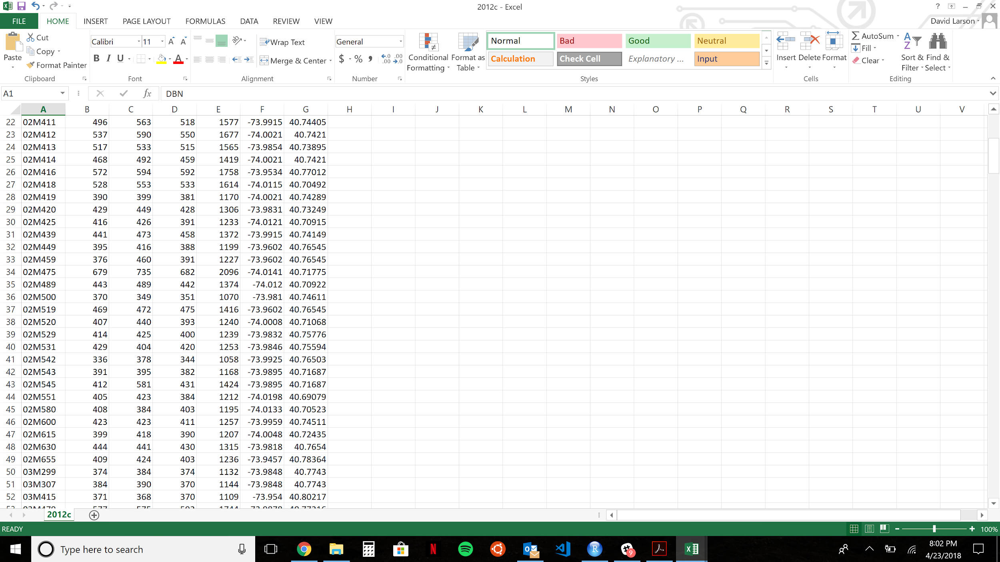 2012c - Excel
?
FILE HOME INSERT PAGE LAYOUT FORMULAS DATA REVIEW VIEW David Larson
Paste
Cut
Copy
Format Painter
Clipboard
Calibri 11 A A
B I U A
Font
Wrap Text
Merge & Center
Alignment
General
$ % , .0 .00 .00 .0
Number
Conditional Formatting
Format as Table
Normal Bad Good Neutral
Calculation Check Cell Explanatory ... Input
Styles
Insert Delete Format
Cells
AutoSum
Fill
Clear
Sort & Filter
Find & Select
Editing
A1 fx DBN
A B C D E F G H I J K L M N O P Q R S T U V
22 02M411 496 563 518 1577 -73.9915 40.74405
23 02M412 537 590 550 1677 -74.0021 40.7421
24 02M413 517 533 515 1565 -73.9854 40.73895
25 02M414 468 492 459 1419 -74.0021 40.7421
26 02M416 572 594 592 1758 -73.9534 40.77012
27 02M418 528 553 533 1614 -74.0115 40.70492
28 02M419 390 399 381 1170 -74.0021 40.74289
29 02M420 429 449 428 1306 -73.9831 40.73249
30 02M425 416 426 391 1233 -74.0121 40.70915
31 02M439 441 473 458 1372 -73.9915 40.74149
32 02M449 395 416 388 1199 -73.9602 40.76545
33 02M459 376 460 391 1227 -73.9602 40.76545
34 02M475 679 735 682 2096 -74.0141 40.71775
35 02M489 443 489 442 1374 -74.012 40.70922
36 02M500 370 349 351 1070 -73.981 40.74611
37 02M519 469 472 475 1416 -73.9602 40.76545
38 02M520 407 440 393 1240 -74.0008 40.71068
39 02M529 414 425 400 1239 -73.9832 40.75776
40 02M531 429 404 420 1253 -73.9846 40.75594
41 02M542 336 378 344 1058 -73.9925 40.76503
42 02M543 391 395 382 1168 -73.9895 40.71687
43 02M545 412 581 431 1424 -73.9895 40.71687
44 02M551 405 423 384 1212 -74.0198 40.69079
45 02M580 408 384 403 1195 -74.0133 40.70523
46 02M600 423 423 411 1257 -73.9959 40.74511
47 02M615 399 418 390 1207 -74.0048 40.72435
48 02M630 444 441 430 1315 -73.9818 40.7654
49 02M655 409 424 403 1236 -73.9457 40.78364
50 03M299 374 384 374 1132 -73.9848 40.7743
51 03M307 384 390 370 1144 -73.9848 40.7743
52 03M415 371 368 370 1109 -73.954 40.80217
2012c
READY 100%
Type here to search
9
8:02 PM
4/23/2018